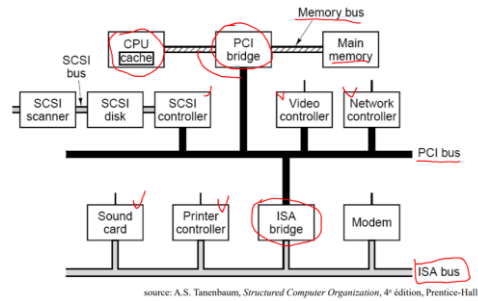 Memory bus
CPU
cache
PCI
bridge
Main
memory
SCSI
bus
SCSI
scanner
SCSI
disk
SCSI
controller
Video
controller
Network
controller
PCI bus
Sound
card
Printer
controller
ISA
bridge
Modem
ISA bus
source: A.S. Tanenbaum, Structured Computer Organization, 4ᵉ édition, Prentice-Hall